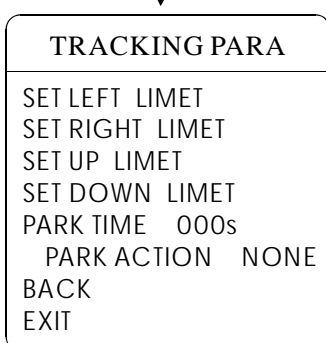 TRACKING PARA
SET LEFT LIMET
SET RIGHT LIMET
SET UP LIMET
SET DOWN LIMET
PARK TIME 000s
PARK ACTION NONE
BACK
EXIT